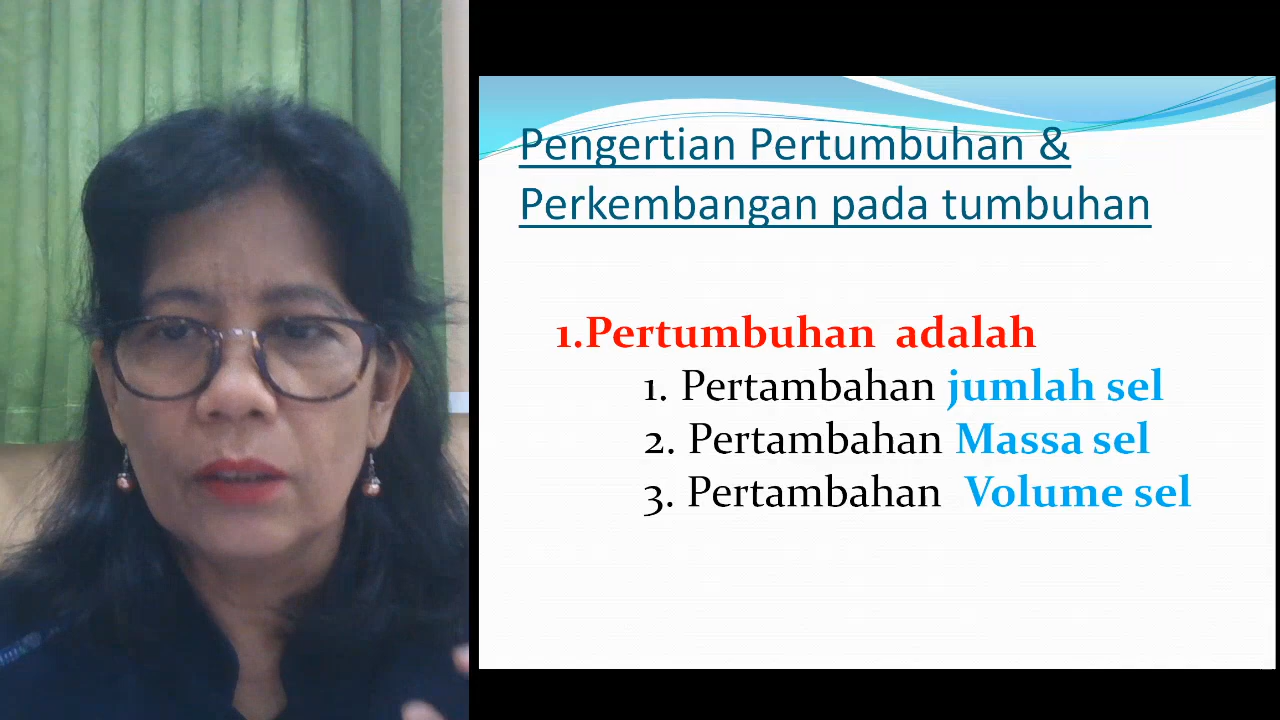 Pengertian Pertumbuhan &
Perkembangan pada tumbuhan
1.Pertumbuhan adalah
1. Pertambahan jumlah sel
2. Pertambahan Massa sel
3. Pertambahan Volume sel